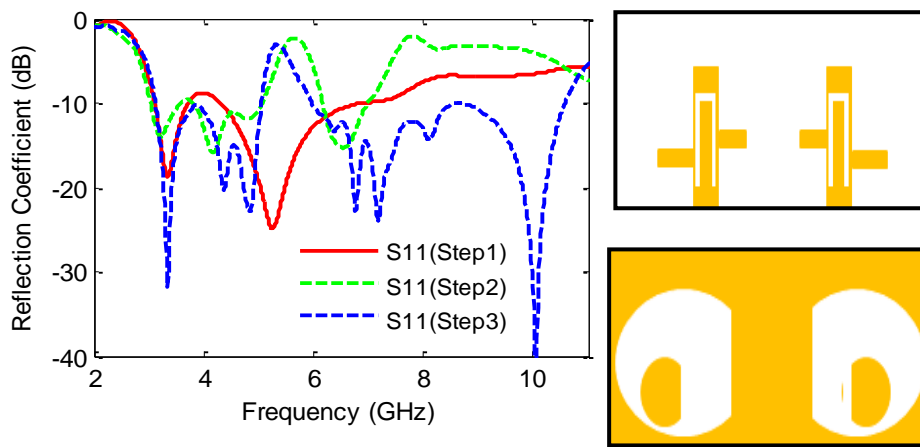 Reflection Coefficient (dB)
0
-10
-20
-30
-40
S11(Step1)
S11(Step2)
S11(Step3)
2
4
6
8
10
Frequency (GHz)